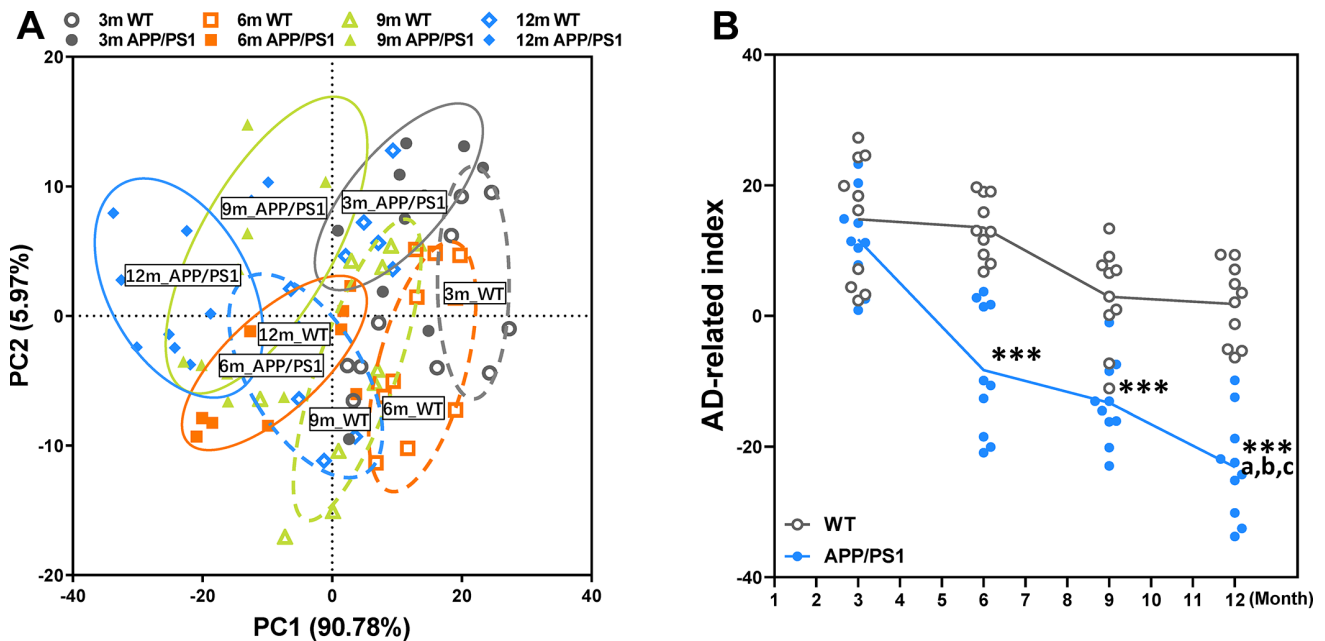 A
3m WT 6m WT 9m WT 12m WT
3m APP/PS1 6m APP/PS1 9m APP/PS1 12m APP/PS1
20
10
0
-10
-20
-40
-20
0
20
40
PC2 (5.97%)
PC1 (90.78%)
9m_APP/PS1
3m_APP/PS1
12m_APP/PS1
3m_WT
12m_WT
6m_APP/PS1
6m_WT
9m_WT
B
40
20
0
-20
-40
AD-related index
***
***
***
a,b,c
WT
APP/PS1
1 2 3 4 5 6 7 8 9 10 11 12 (Month)